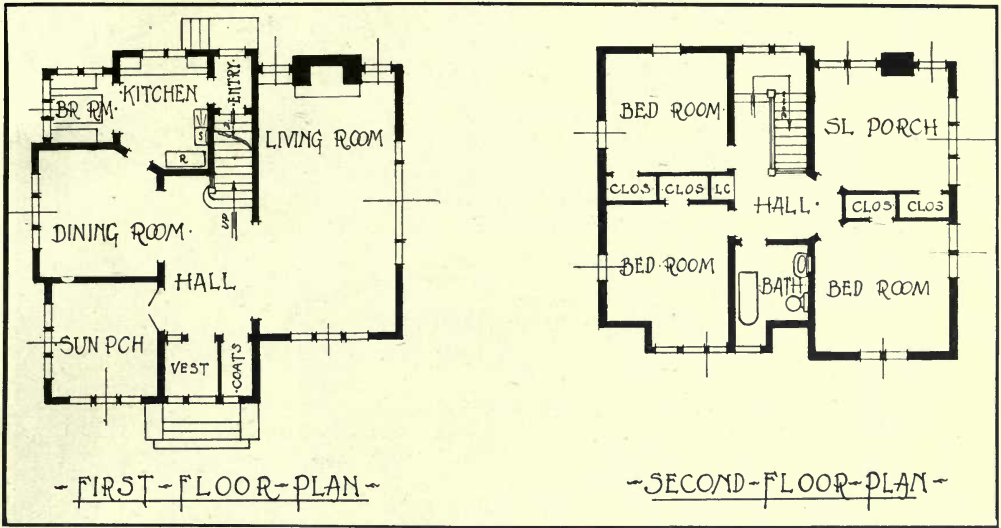 BR RM.
KITCHEN
ENTRY
S
R
LIVING ROOM
UP
DINING ROOM.
HALL
SUN PCH
VEST
COATS
-FIRST-FLOOR-PLAN-
BED ROOM.
SL PORCH
CLOS
CLOS
LC
HALL.
CLOS
CLOS
BED ROOM
BATH
BED ROOM
-SECOND-FLOOR-PLAN-